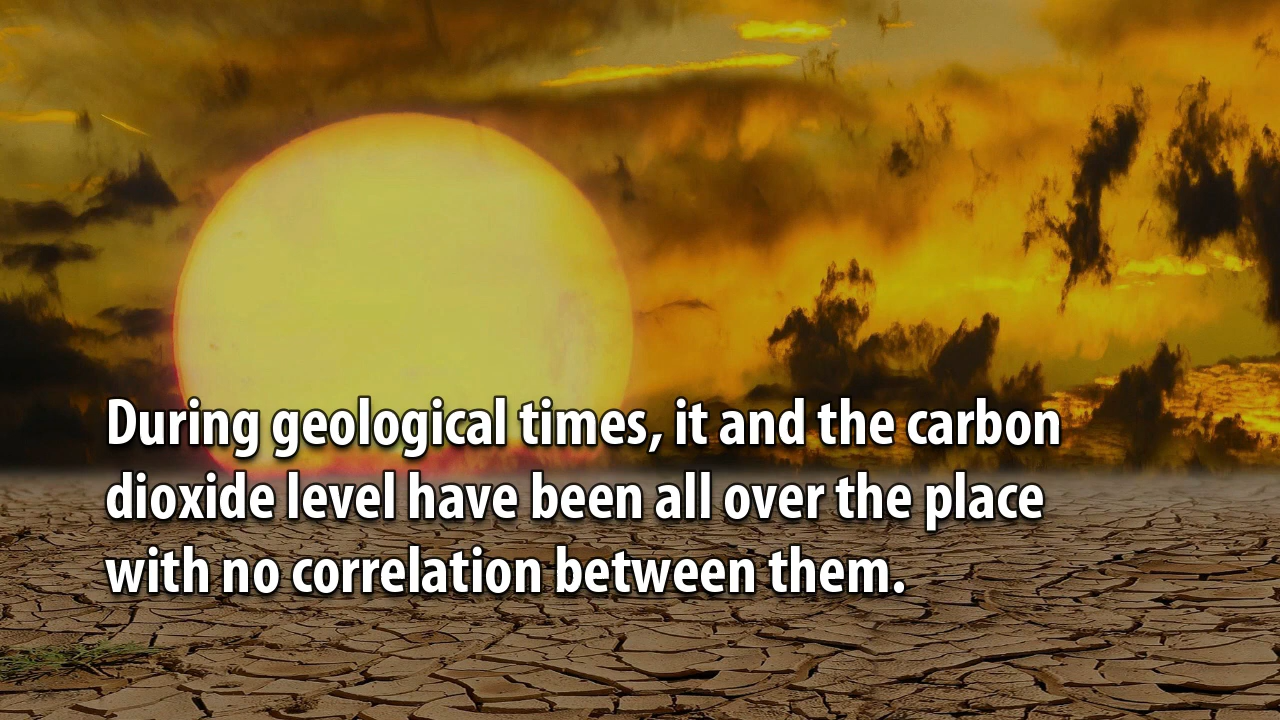 During geological times, it and the carbon
dioxide level have been all over the place
with no correlation between them.